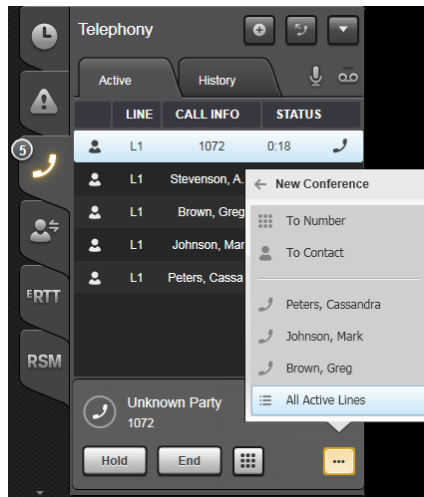 Telephony
Active
History
LINE CALL INFO STATUS
L1 1072 0:18
5
L1 Stevenson, A.
L1 Brown, Greg
L1 Johnson, Mar
L1 Peters, Cassa
New Conference
To Number
To Contact
Peters, Cassandra
Johnson, Mark
Brown, Greg
All Active Lines
ERTT
RSM
Unknown Party
1072
Hold
End
...